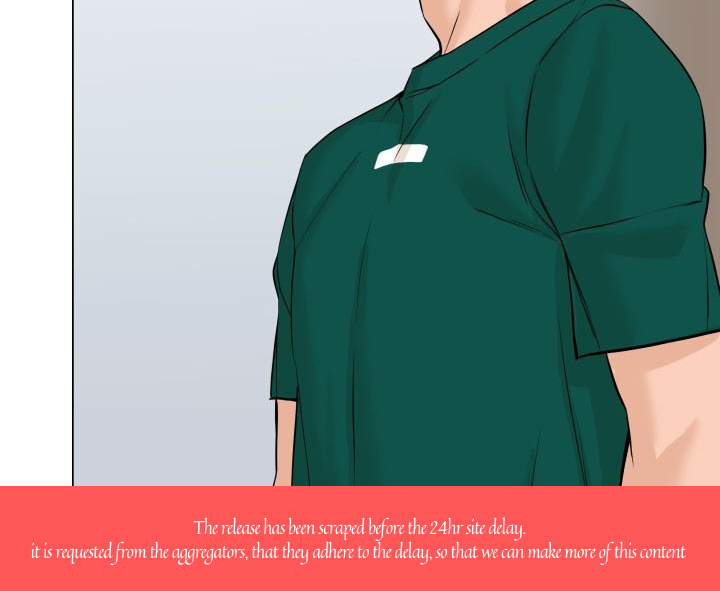 The release has been scraped before the 24hr site delay.
it is requested from the aggregators, that they adhere to the delay, so that we can make more of this content